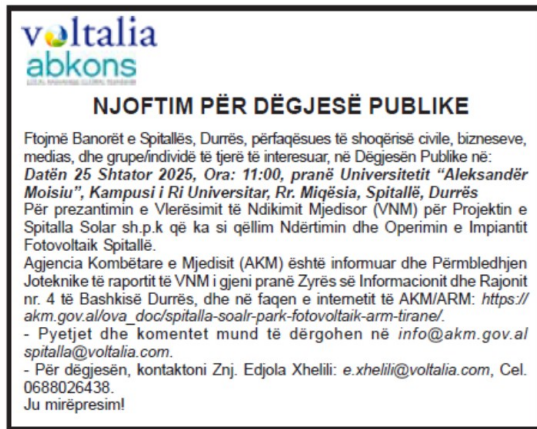 voltalia
abkons
NJOFTIM PËR DËGJESË PUBLIKE
Ftojmë Banorët e Spitallës, Durrës, përfaqësues të shoqërisë civile, bizneseve,
medias, dhe grupe/individë të tjerë të interesuar, në Dëgjesën Publike në:
Datën 25 Shtator 2025, Ora: 11:00, pranë Universitetit “Aleksandër
Moisiu”, Kampusi i Ri Universitar, Rr. Miqësia, Spitallë, Durrës
Për prezantimin e Vlerësimit të Ndikimit Mjedisor (VNM) për Projektin e
Spitalla Solar sh.p.k që ka si qëllim Ndërtimin dhe Operimin e Impiantit
Fotovoltaik Spitallë.
Agjencia Kombëtare e Mjedisit (AKM) është informuar dhe Përmbledhjen
Joteknike të raportit të VNM i gjeni pranë Zyrës së Informacionit dhe Rajonit
nr. 4 të Bashkisë Durrës, dhe në faqen e internetit të AKM/ARM: https://
akm.gov.al/ova_doc/spitalla-soalr-park-fotovoltaik-arm-tirane/.
- Pyetjet dhe komentet mund të dërgohen në info@akm.gov.al
spitalla@voltalia.com.
- Për dëgjesën, kontaktoni Znj. Edjola Xhelili: e.xhelili@voltalia.com, Cel.
0688026438.
Ju mirëpresim!